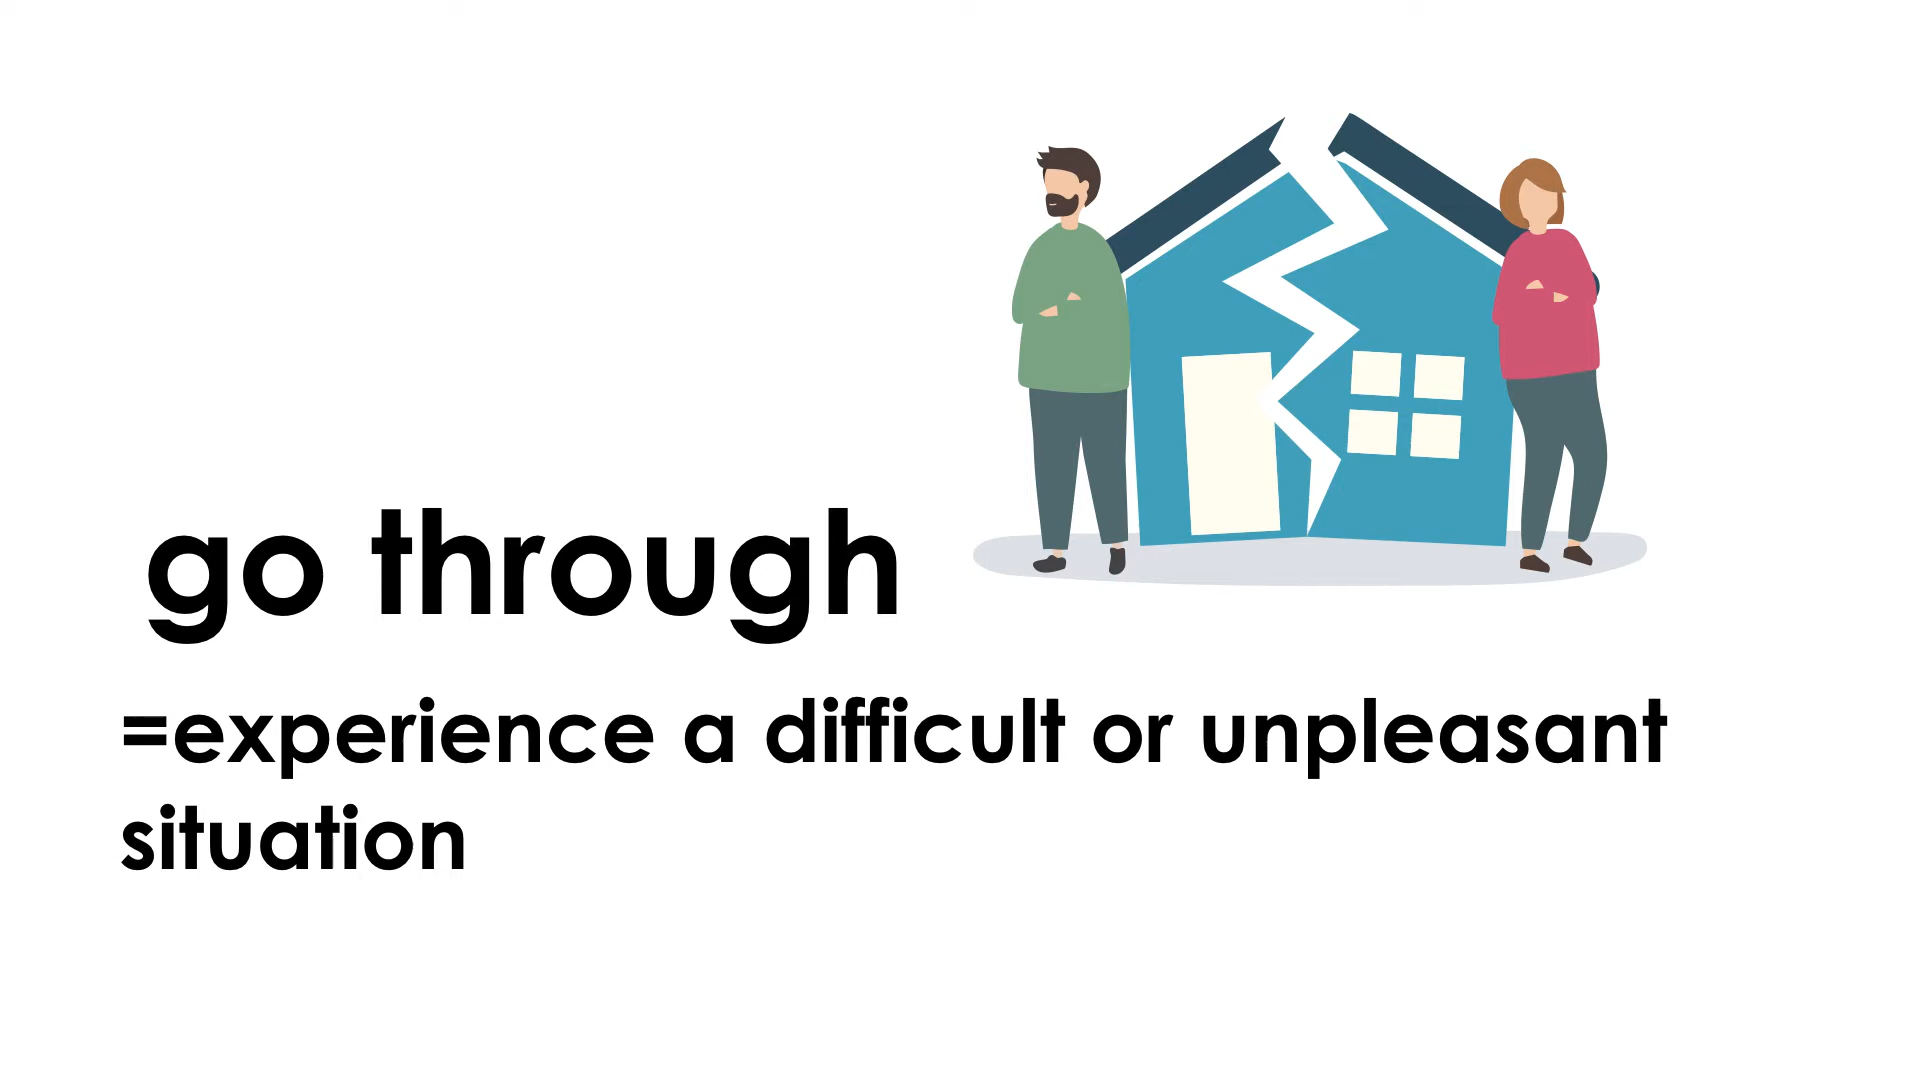 go through
=experience a difficult or unpleasant
situation